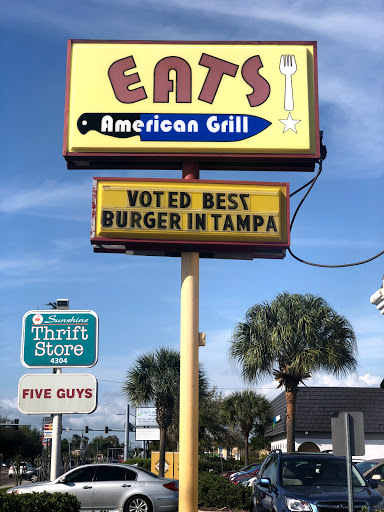 EATS
American Grill
VOTED BEST
BURGER IN TAMPA
Sunshine
Thrift
Store
4304
FIVE GUYS